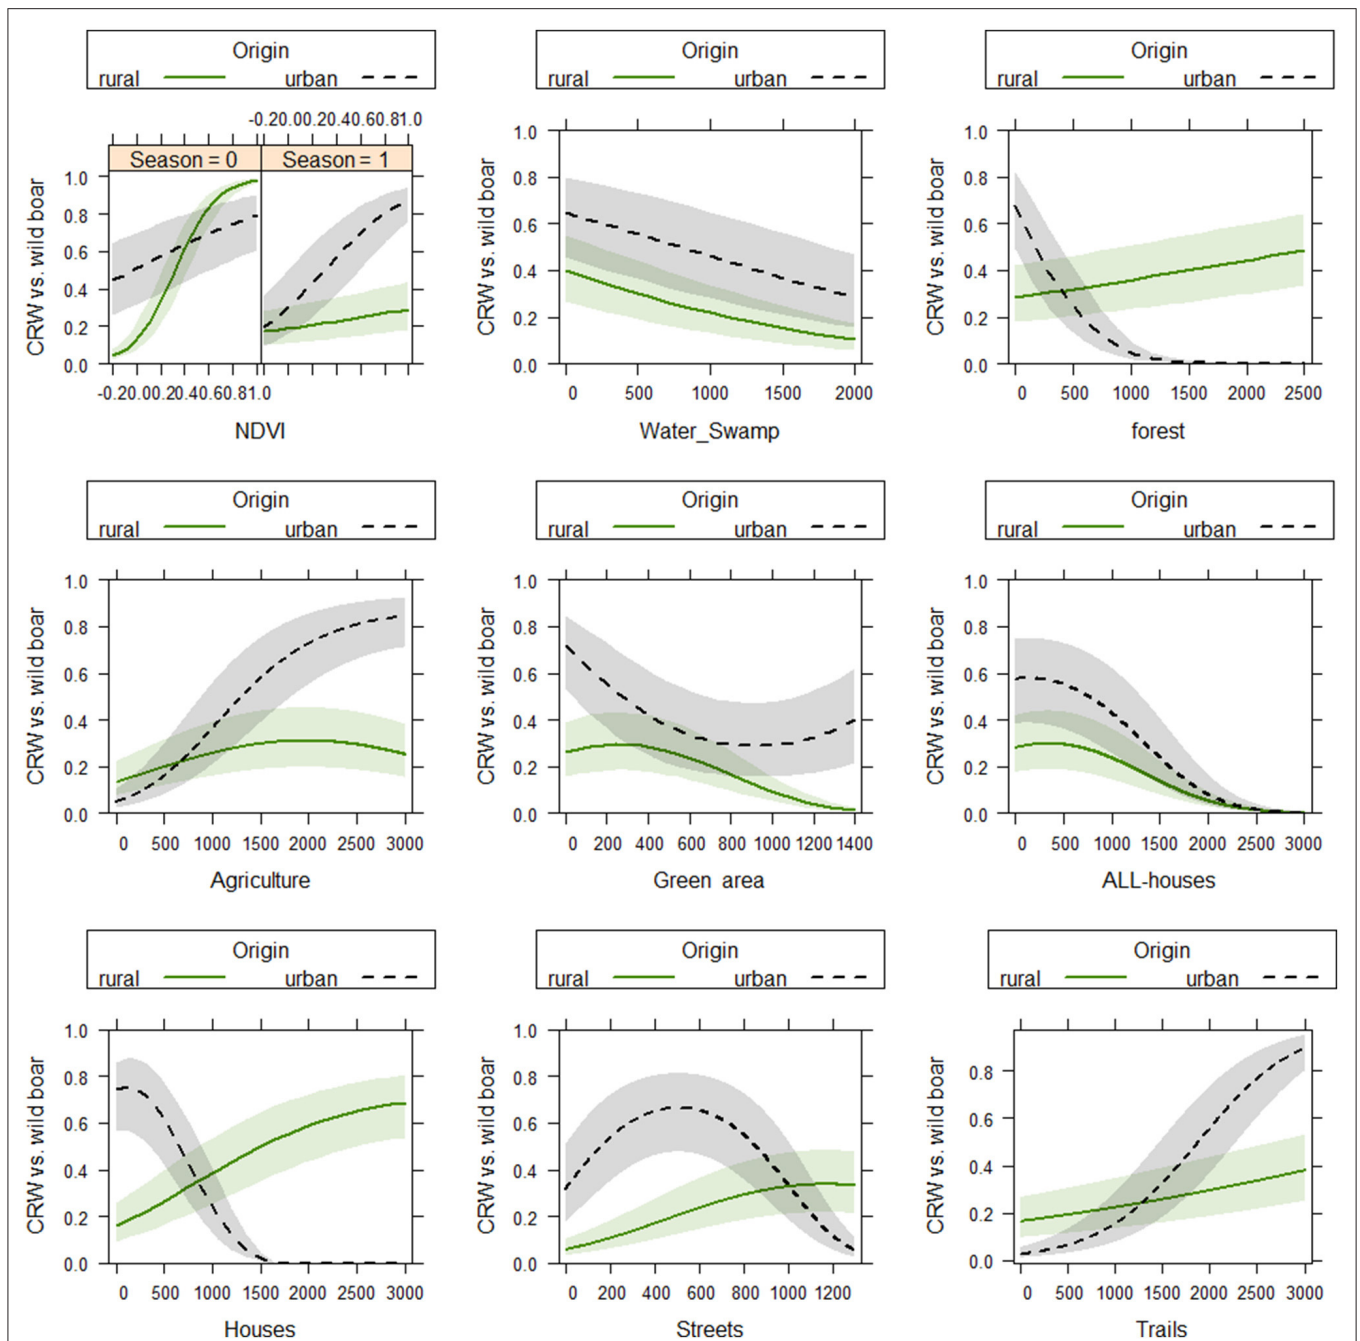 Origin
rural urban
Origin
rural urban
Origin
rural urban
-0.20.00.20.40.60.81.0
Season = 0 Season = 1
CRW vs. wild boar
1.0
0.8
0.6
0.4
0.2
0.0
-0.20.00.20.40.60.81.0
NDVI
CRW vs. wild boar
1.0
0.8
0.6
0.4
0.2
0.0
0 500 1000 1500 2000
Water_Swamp
CRW vs. wild boar
1.0
0.8
0.6
0.4
0.2
0.0
0 500 1000 1500 2000 2500
forest
Origin
rural urban
Origin
rural urban
Origin
rural urban
CRW vs. wild boar
1.0
0.8
0.6
0.4
0.2
0.0
0 500 1000 1500 2000 2500 3000
Agriculture
CRW vs. wild boar
1.0
0.8
0.6
0.4
0.2
0.0
0 200 400 600 800 1000 1200 1400
Green area
CRW vs. wild boar
1.0
0.8
0.6
0.4
0.2
0.0
0 500 1000 1500 2000 2500 3000
ALL-houses
Origin
rural urban
Origin
rural urban
Origin
rural urban
CRW vs. wild boar
1.0
0.8
0.6
0.4
0.2
0.0
0 500 1000 1500 2000 2500 3000
Houses
CRW vs. wild boar
1.0
0.8
0.6
0.4
0.2
0.0
0 200 400 600 800 1000 1200
Streets
CRW vs. wild boar
0.8
0.6
0.4
0.2
0.0
0 500 1000 1500 2000 2500 3000
Trails